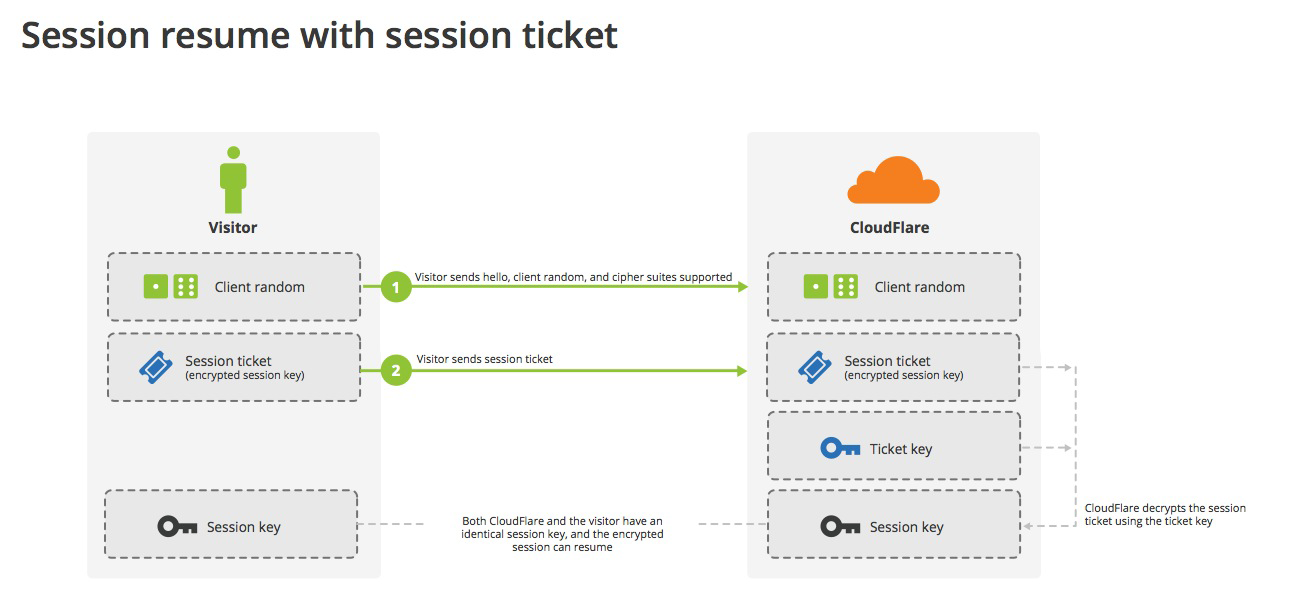 Session resume with session ticket
Visitor
CloudFlare
Client random
1
Visitor sends hello, client random, and cipher suites supported
Client random
Session ticket
(encrypted session key)
2
Visitor sends session ticket
Session ticket
(encrypted session key)
Ticket key
Session key
Both CloudFlare and the visitor have an
identical session key, and the encrypted
session can resume
Session key
CloudFlare decrypts the session
ticket using the ticket key